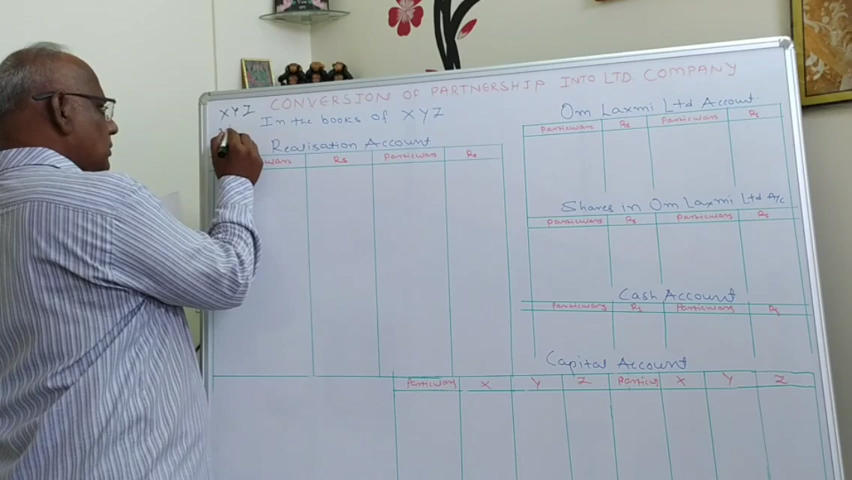 CONVERSION OF PARTNERSHIP INTO LTD. COMPANY
XYZ
In the books of XYZ
Realisation Account
Rs Particulars Rs
Om Laxmi Ltd Account
Particulars Rs Particulars Rs
Shares in Om Laxmi Ltd A/c
Particulars Rs Particulars Rs
Cash Account
Particulars Rs Particulars Rs
Capital Account
Particulars X Y Z Particus X Y Z